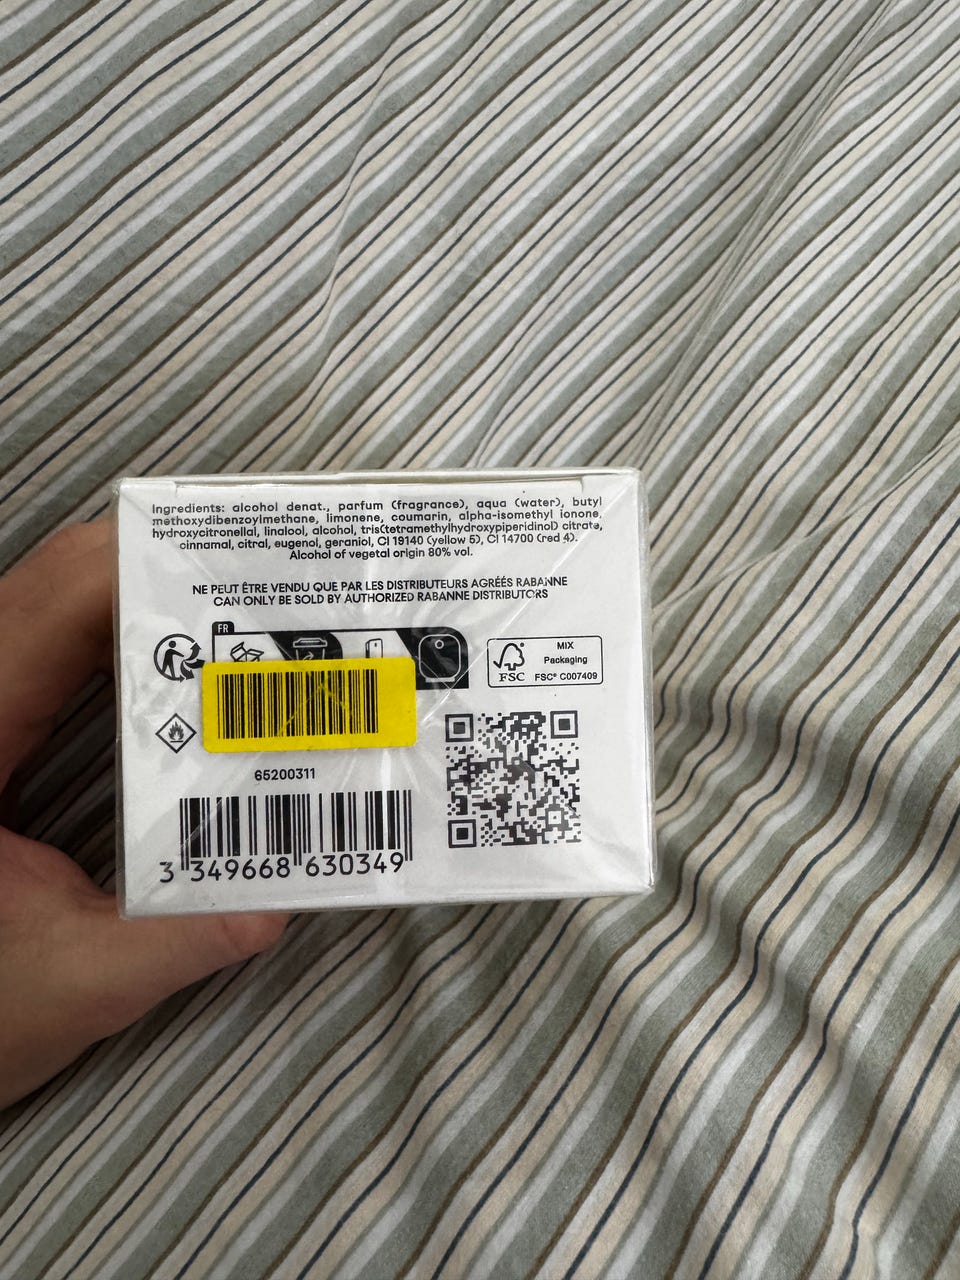 Ingredients: alcohol denat., parfum (fragrance), aqua (water), butyl
methoxydibenzoylmethane, limonene, coumarin, alpha-isomethyl ionone,
hydroxycitronellal, linalool, alcohol, tris(tetramethylhydroxypiperidinol) citrate,
cinnamal, citral, eugenol, geraniol, CI 19140 (yellow 5), CI 14700 (red 4).
Alcohol of vegetal origin 80% vol.
NE PEUT ÊTRE VENDU QUE PAR LES DISTRIBUTEURS AGRÉÉS RABANNE
CAN ONLY BE SOLD BY AUTHORIZED RABANNE DISTRIBUTORS
FR
FSC
MIX
Packaging
FSC® C007409
65200311
3 349668 630349